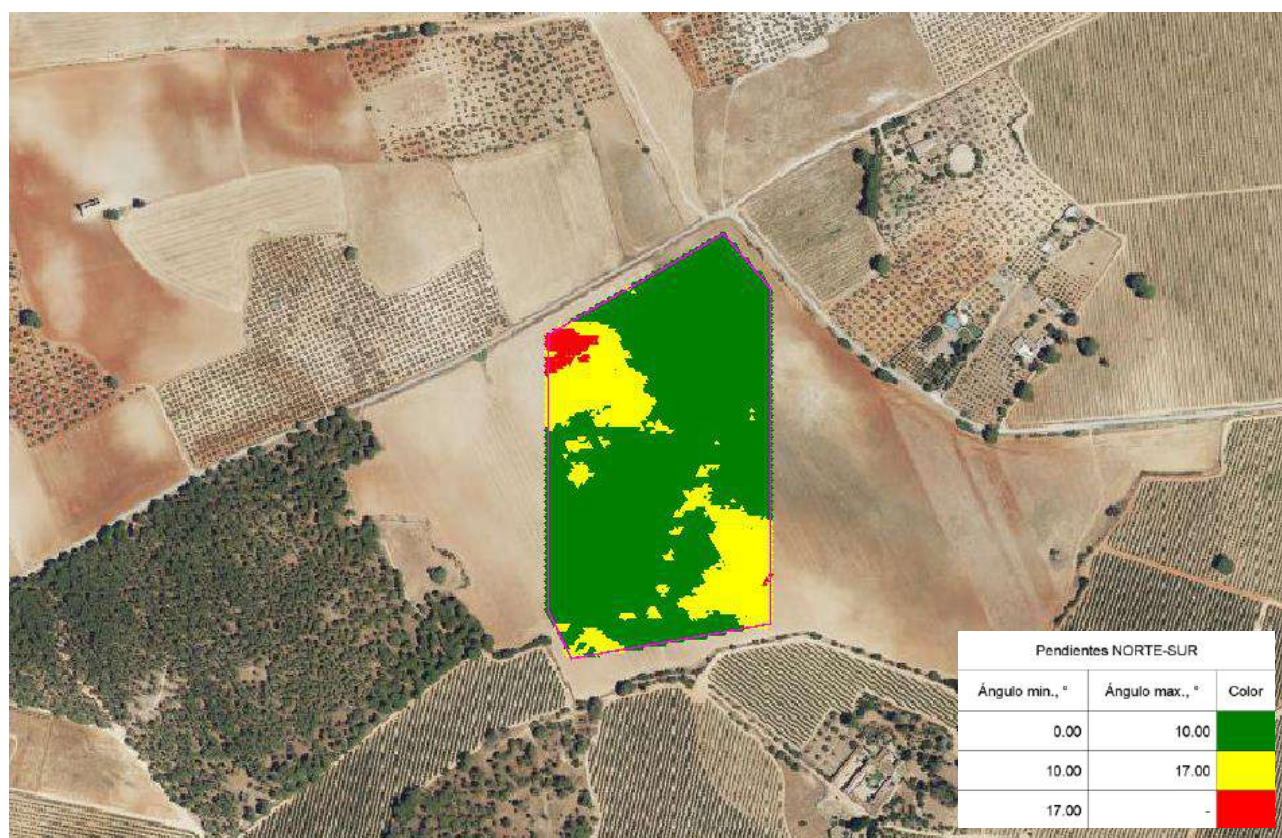 Pendientes NORTE-SUR
Ángulo min., ° Ángulo max., ° Color
0.00 10.00
10.00 17.00
17.00 -